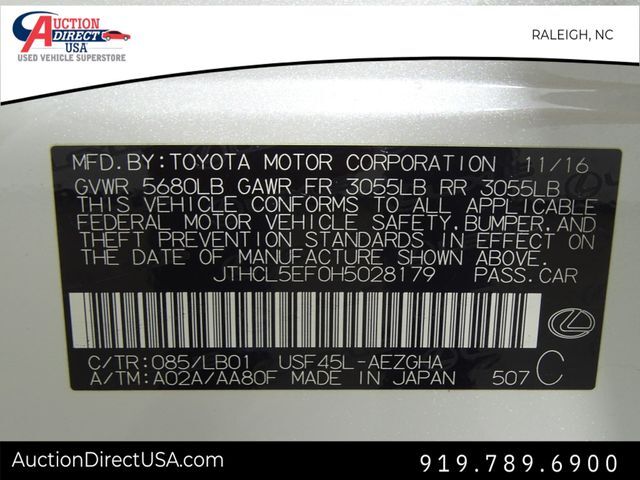 AUCTION
DIRECT
USA
USED VEHICLE SUPERSTORE
RALEIGH, NC
MFD.BY:TOYOTA MOTOR CORPORATION 11/16
GVWR 5680LB GAWR FR 3055LB RR 3055LB
THIS VEHICLE CONFORMS TO ALL APPLICABLE
FEDERAL MOTOR VEHICLE SAFETY,BUMPER,AND
THEFT PREVENTION STANDARDS IN EFFECT ON
THE DATE OF MANUFACTURE SHOWN ABOVE.
JTHCL5EF0H5028179 PASS.CAR
C/TR:085/LB01 USF45L-AEZGHA
A/TM:A02A/AA80F MADE IN JAPAN 507 C
AuctionDirectUSA.com
919.789.6900